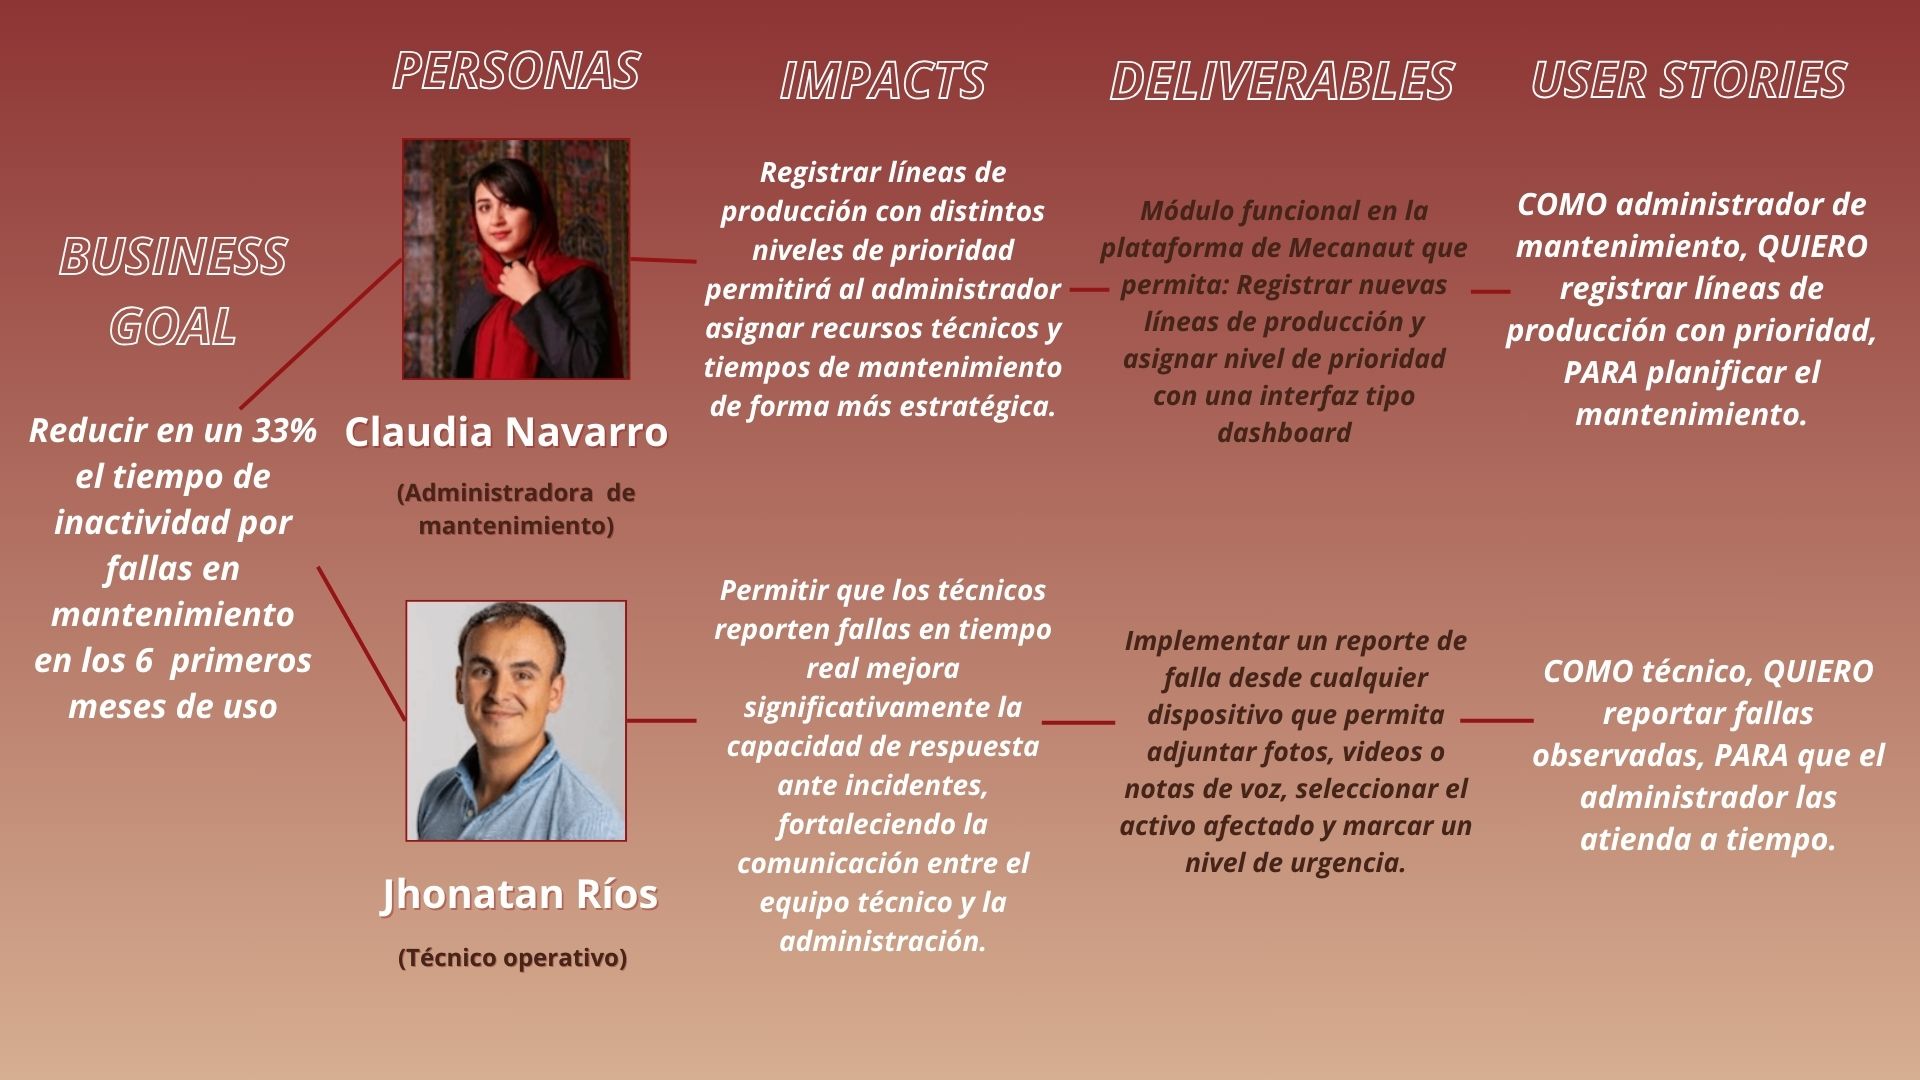 BUSINESS
GOAL
Reducir en un 33%
el tiempo de
inactividad por
fallas en
mantenimiento
en los 6  primeros
meses de uso
PERSONAS
Claudia Navarro
(Administradora  de
mantenimiento)
Jhonatan Ríos
(Técnico operativo)
IMPACTS
Registrar líneas de
producción con distintos
niveles de prioridad
permitirá al administrador
asignar recursos técnicos y
tiempos de mantenimiento
de forma más estratégica.
Permitir que los técnicos
reporten fallas en tiempo
real mejora
significativamente la
capacidad de respuesta
ante incidentes,
fortaleciendo la
comunicación entre el
equipo técnico y la
administración.
DELIVERABLES
Módulo funcional en la
plataforma de Mecanaut que
permita: Registrar nuevas
líneas de producción y
asignar nivel de prioridad
con una interfaz tipo
dashboard
Implementar un reporte de
falla desde cualquier
dispositivo que permita
adjuntar fotos, videos o
notas de voz, seleccionar el
activo afectado y marcar un
nivel de urgencia.
USER STORIES
COMO administrador de
mantenimiento, QUIERO
registrar líneas de
producción con prioridad,
PARA planificar el
mantenimiento.
COMO técnico, QUIERO
reportar fallas
observadas, PARA que el
administrador las
atienda a tiempo.